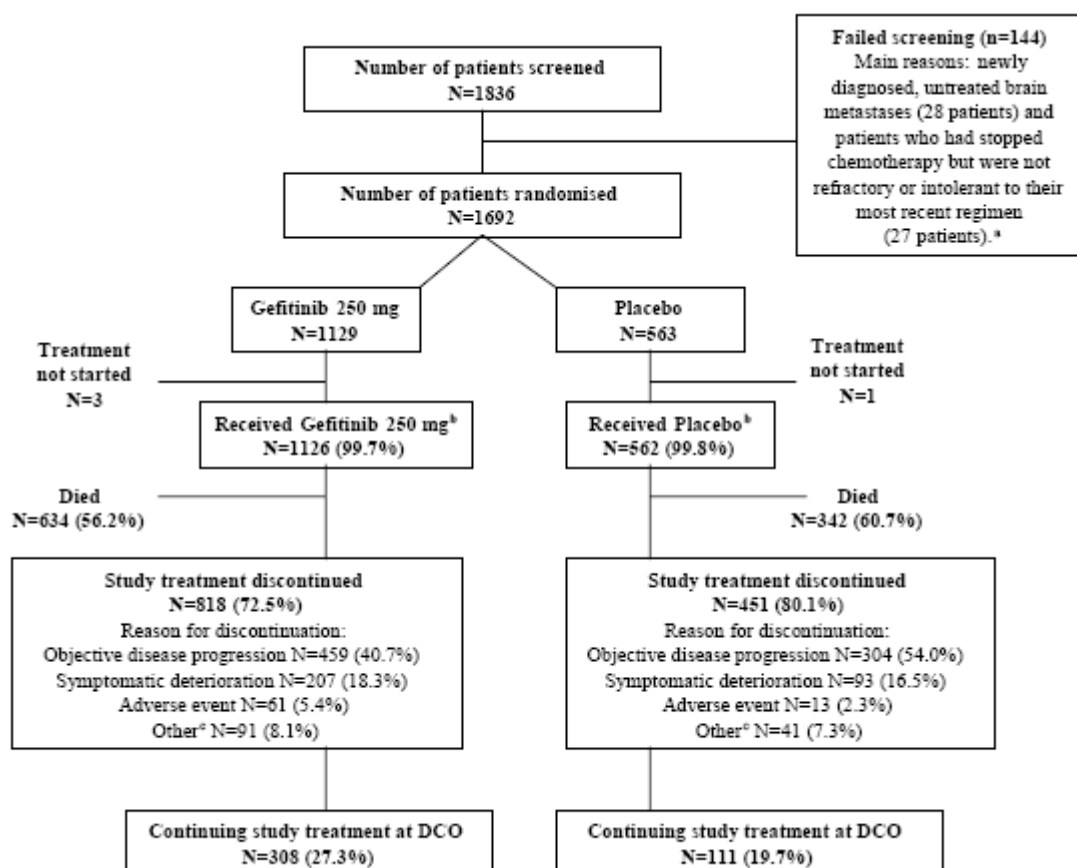 Number of patients screened
N=1836
Failed screening (n=144)
Main reasons: newly
diagnosed, untreated brain
metastases (28 patients) and
patients who had stopped
chemotherapy but were not
refractory or intolerant to their
most recent regimen
(27 patients).ᵃ
Number of patients randomised
N=1692
Gefitinib 250 mg
N=1129
Placebo
N=563
Treatment
not started
N=3
Treatment
not started
N=1
Received Gefitinib 250 mgᵇ
N=1126 (99.7%)
Received Placeboᵇ
N=562 (99.8%)
Died
N=634 (56.2%)
Died
N=342 (60.7%)
Study treatment discontinued
N=818 (72.5%)
Reason for discontinuation:
Objective disease progression N=459 (40.7%)
Symptomatic deterioration N=207 (18.3%)
Adverse event N=61 (5.4%)
Otherᶜ N=91 (8.1%)
Study treatment discontinued
N=451 (80.1%)
Reason for discontinuation:
Objective disease progression N=304 (54.0%)
Symptomatic deterioration N=93 (16.5%)
Adverse event N=13 (2.3%)
Otherᶜ N=41 (7.3%)
Continuing study treatment at DCO
N=308 (27.3%)
Continuing study treatment at DCO
N=111 (19.7%)